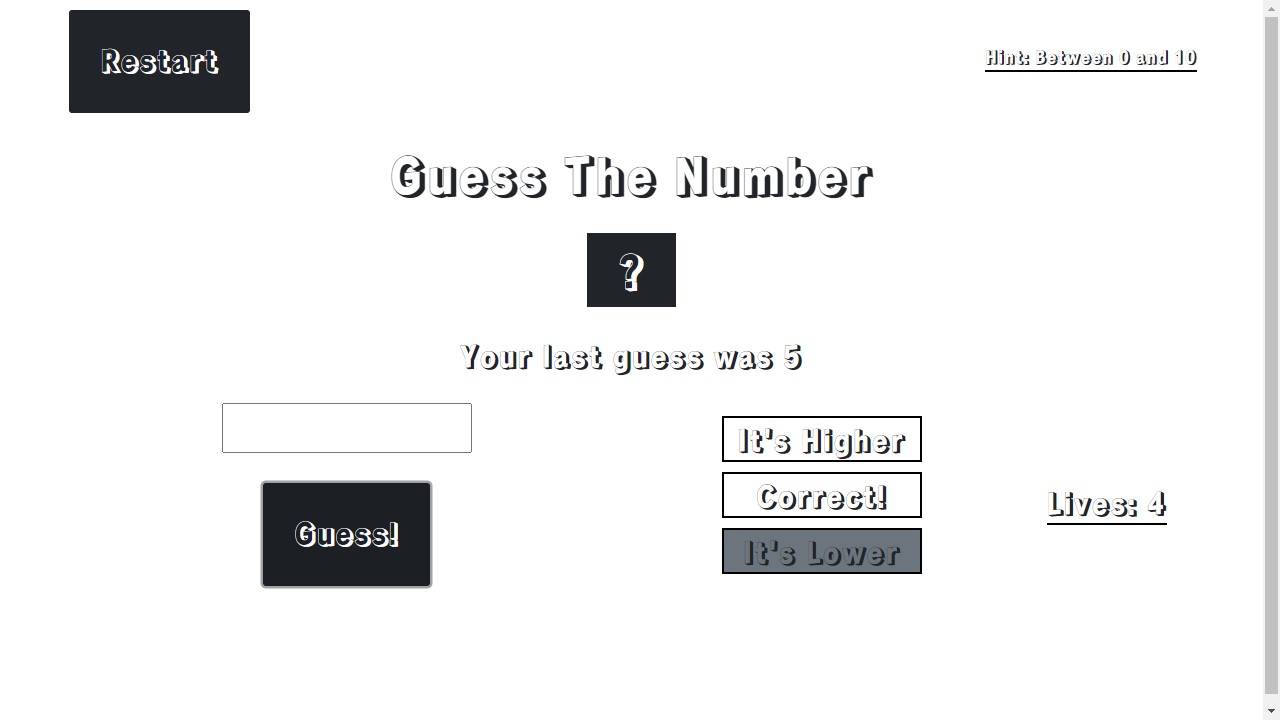 Restart
Hint: Between 0 and 10
Guess The Number
?
Your last guess was 5
It's Higher
Correct!
It's Lower
Guess!
Lives: 4